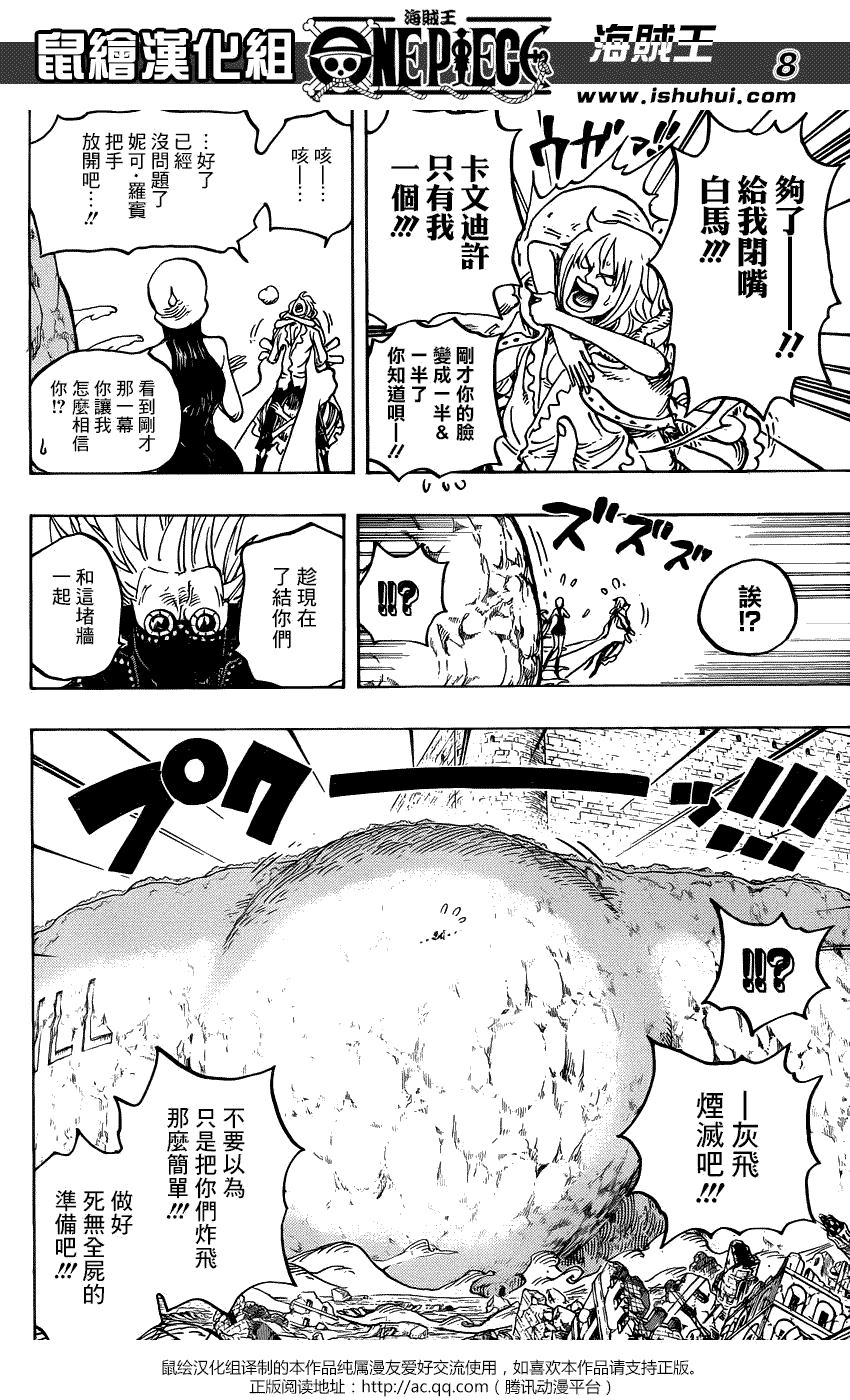 鼠繪漢化組
海賊王
ONE PIECE
海賊王
8
www.ishuhui.com
夠了——!!
給我閉嘴
白馬!!!
ウガァッ!!
卡文迪許
只有我
一個!!!
剛才你的臉
變成一半&
一半了
你知道唄—!!
咳—…
咳—…
…好了
已經
沒問題了
妮可·羅賓
把手
放開吧…!!
看到剛才
那一幕
你讓我
怎麼相信
你!?
誒!?
ズズズズ
!!?
趁現在
了結你們
和這堵牆
一起
プクーッ!!!
!!?
—灰飛
煙滅吧!!!
不要以為
只是把你們炸飛
那麼簡單!!!
做好
死無全屍的
準備吧!!!
ILL
鼠绘汉化组译制的本作品纯属漫友爱好交流使用，如喜欢本作品请支持正版。
正版阅读地址：http://ac.qq.com（腾讯动漫平台）